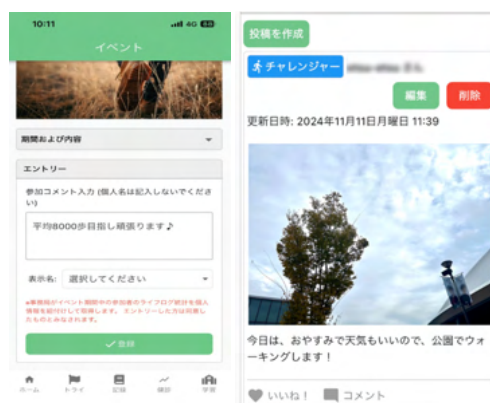 10:11
4G
イベント
期間および内容
エントリー
参加コメント入力 (個人名は記入しないでくださ
い)
平均8000歩目指し頑張ります♪
表示名:
選択してください
※事務局がイベント期間中の参加者のライフログ統計を個人
情報を紐付けして取得します。 エントリーした方は同意し
たものとみなされます。
✓登録
ホーム
トライ
記録
統計
学習
投稿を作成
チャレンジャー
さん
編集
削除
更新日時: 2024年11月11日月曜日 11:39
今日は、おやすみで天気もいいので、公園でウォ
ーキングします!
いいね!
コメント